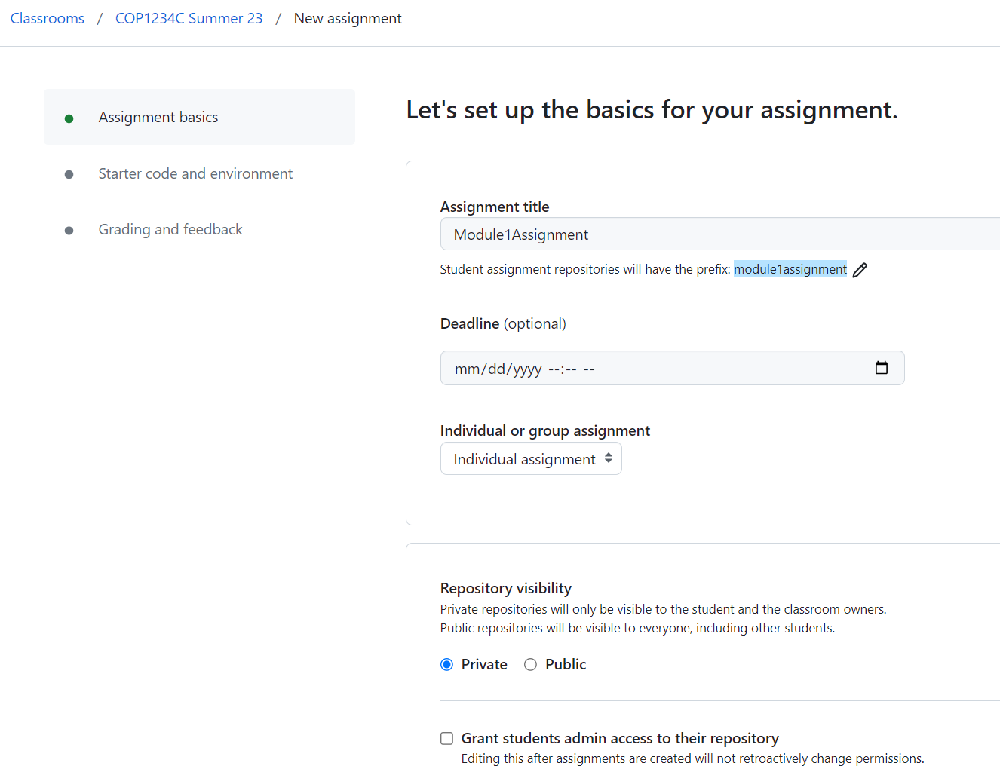 Classrooms / COP1234C Summer 23 / New assignment
Assignment basics
Starter code and environment
Grading and feedback
Let's set up the basics for your assignment.
Assignment title
Module1Assignment
Student assignment repositories will have the prefix: module1assignment
Deadline (optional)
mm/dd/yyyy --:-- --
Individual or group assignment
Individual assignment
Repository visibility
Private repositories will only be visible to the student and the classroom owners.
Public repositories will be visible to everyone, including other students.
Private Public
Grant students admin access to their repository
Editing this after assignments are created will not retroactively change permissions.